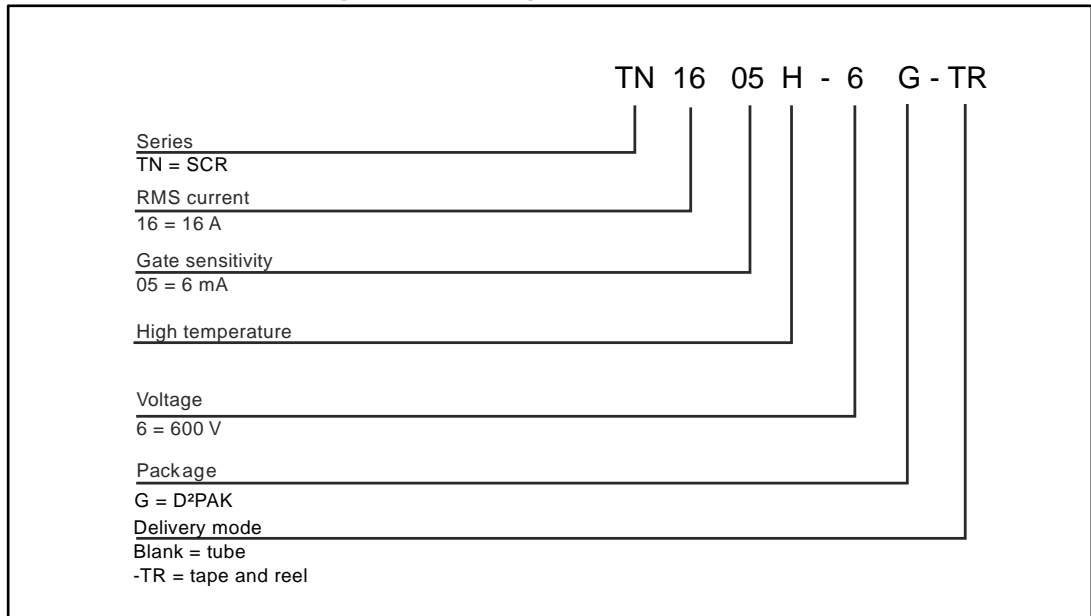 TN 16 05 H - 6 G - TR
Series
TN = SCR
RMS current
16 = 16 A
Gate sensitivity
05 = 6 mA
High temperature
Voltage
6 = 600 V
Package
G = D²PAK
Delivery mode
Blank = tube
-TR = tape and reel